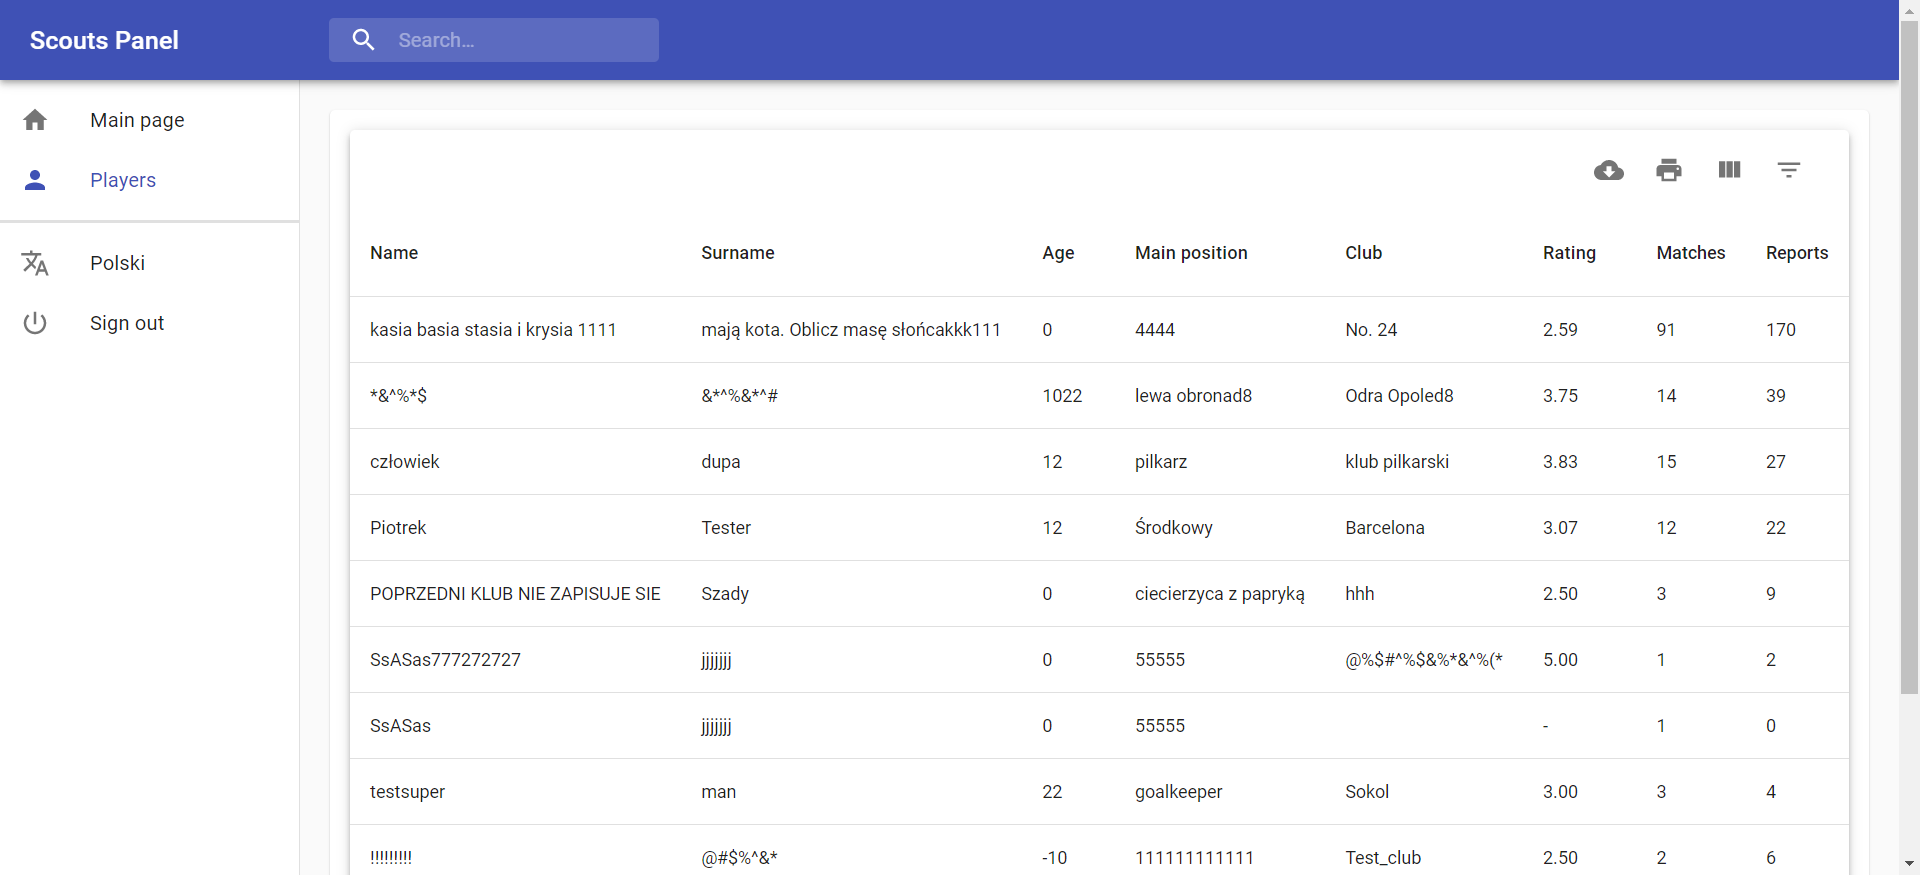 Scouts Panel
Search...
Main page
Players
Polski
Sign out
Name Surname Age Main position Club Rating Matches Reports
kasia basia stasia i krysia 1111 mają kota. Oblicz masę słońcakkk111 0 4444 No. 24 2.59 91 170
*&^%*$ &*^%&*^# 1022 lewa obronad8 Odra Opoled8 3.75 14 39
człowiek dupa 12 pilkarz klub pilkarski 3.83 15 27
Piotrek Tester 12 Środkowy Barcelona 3.07 12 22
POPRZEDNI KLUB NIE ZAPISUJE SIE Szady 0 ciecierzyca z papryką hhh 2.50 3 9
SsASas777272727 jjjjjjj 0 55555 @%$#^%$&%*&^%(* 5.00 1 2
SsASas jjjjjjj 0 55555 - 1 0
testsuper man 22 goalkeeper Sokol 3.00 3 4
!!!!!!!!! @#$%^&* -10 111111111111 Test_club 2.50 2 6